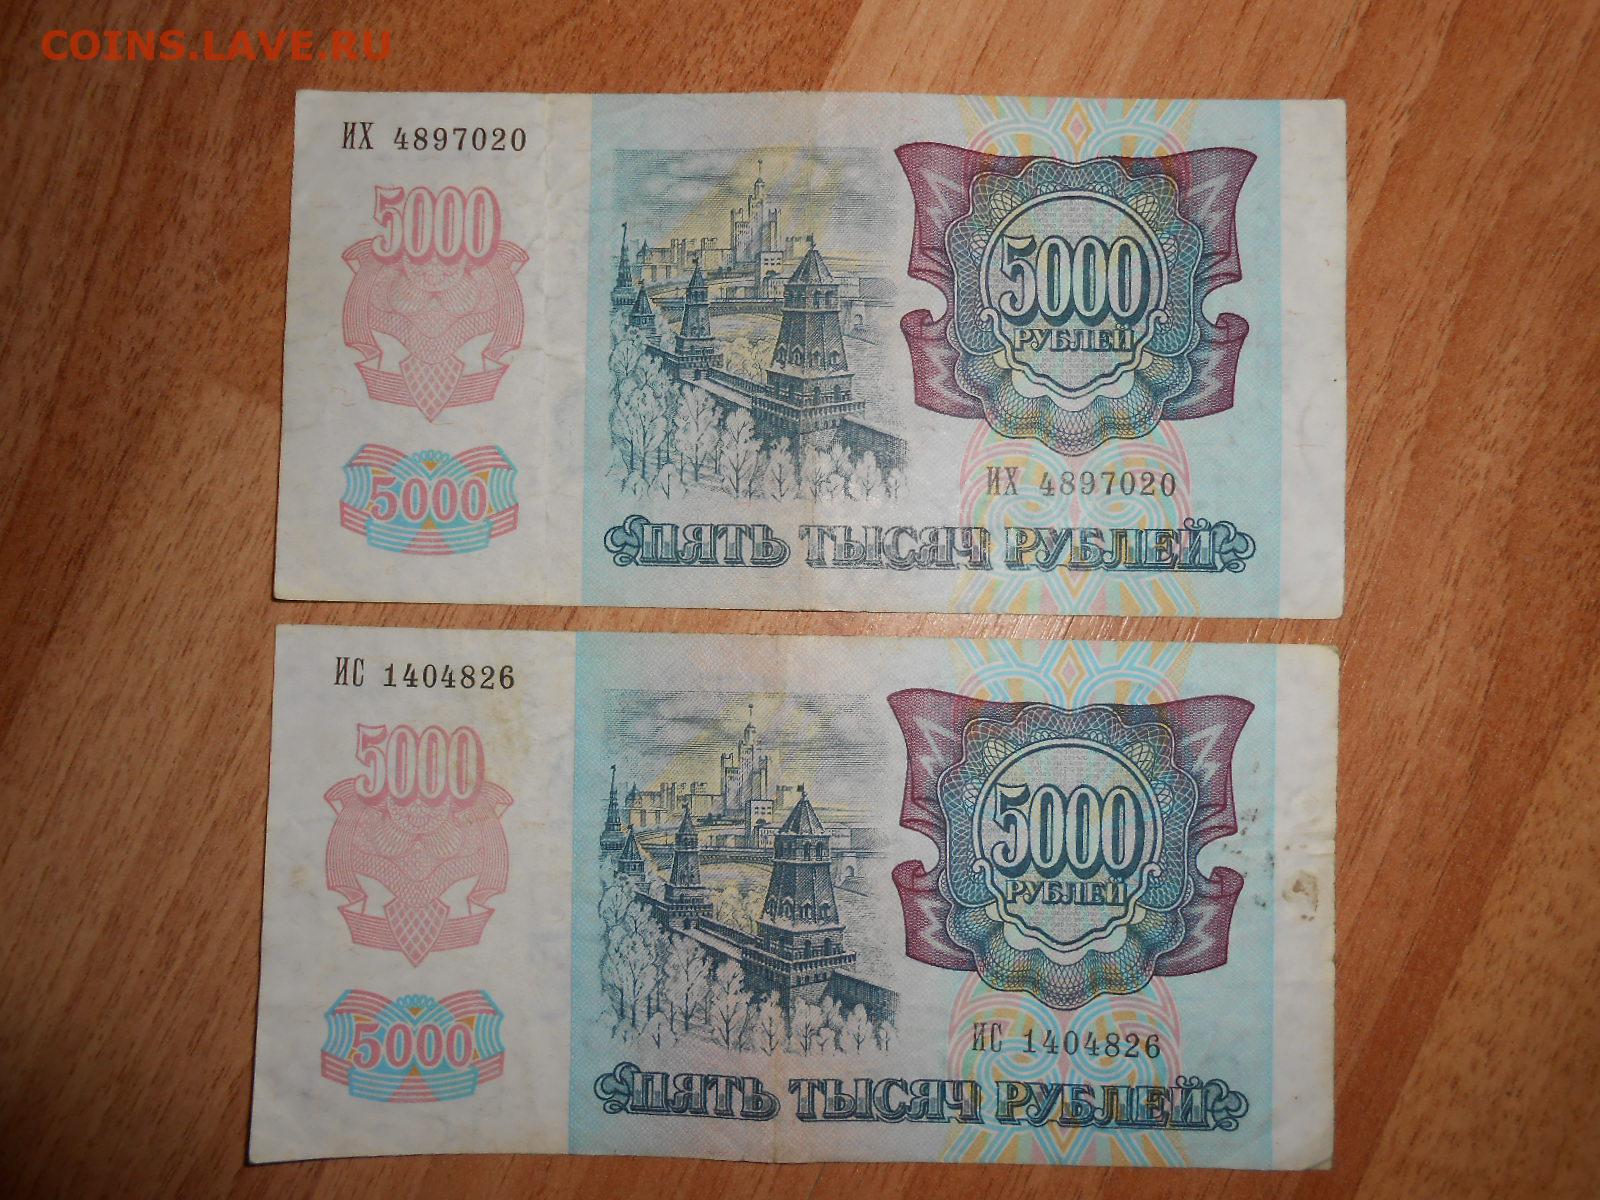 COINS.LAVE.RU
ИХ 4897020
5000
5000
РУБЛЕЙ
5000
ИХ 4897020
ПЯТЬ ТЫСЯЧ РУБЛЕЙ
ИС 1404826
5000
5000
РУБЛЕЙ
5000
ИС 1404826
ПЯТЬ ТЫСЯЧ РУБЛЕЙ